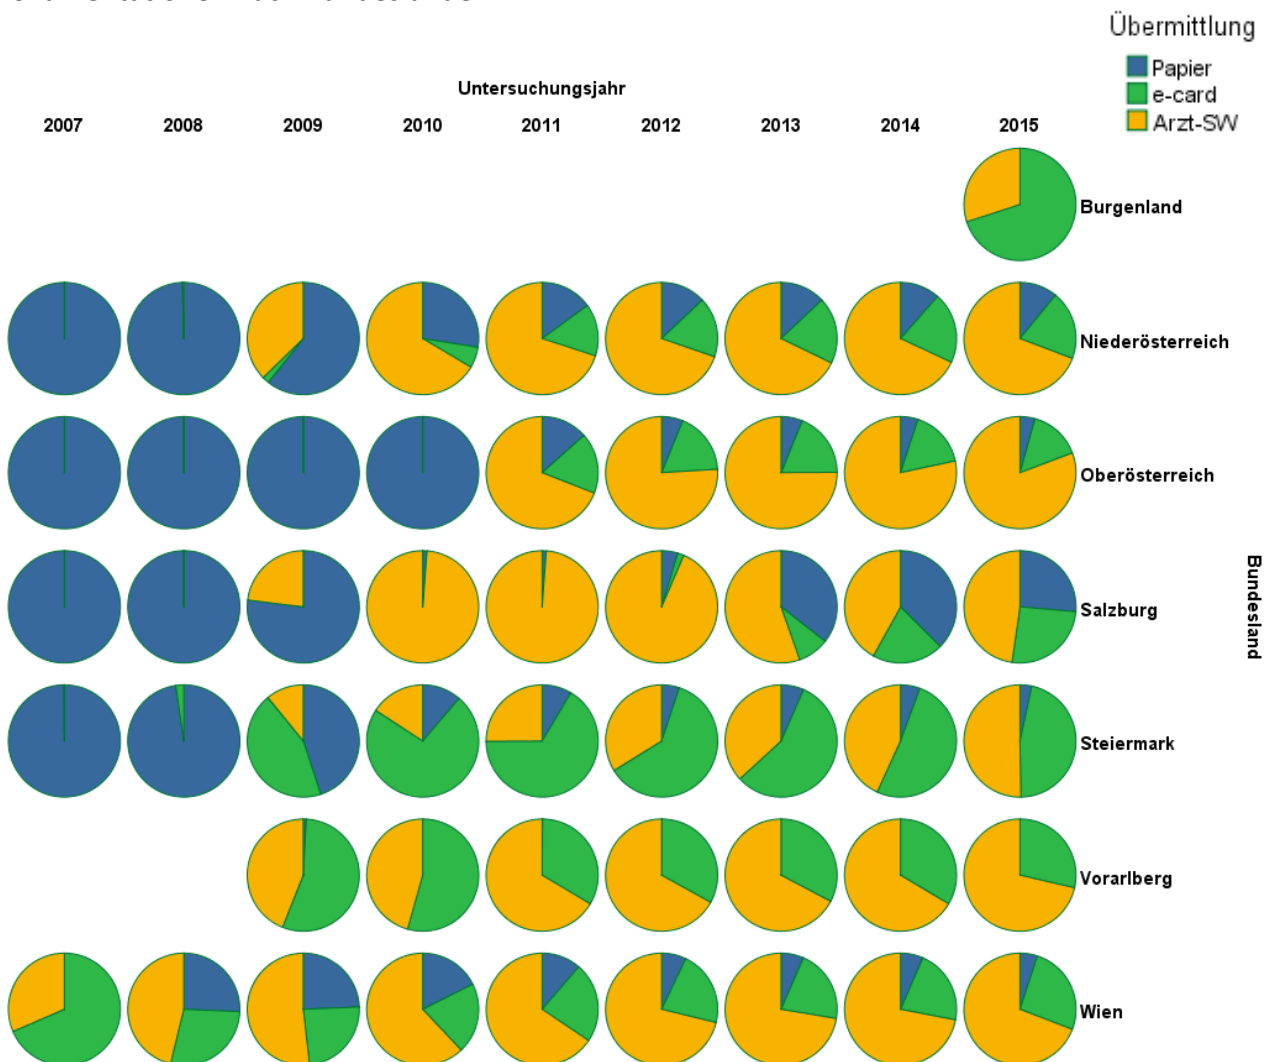 Übermittlung
Papier
e-card
Arzt-SW
Untersuchungsjahr
2007 2008 2009 2010 2011 2012 2013 2014 2015
Burgenland
Niederösterreich
Oberösterreich
Salzburg
Bundesland
Steiermark
Vorarlberg
Wien